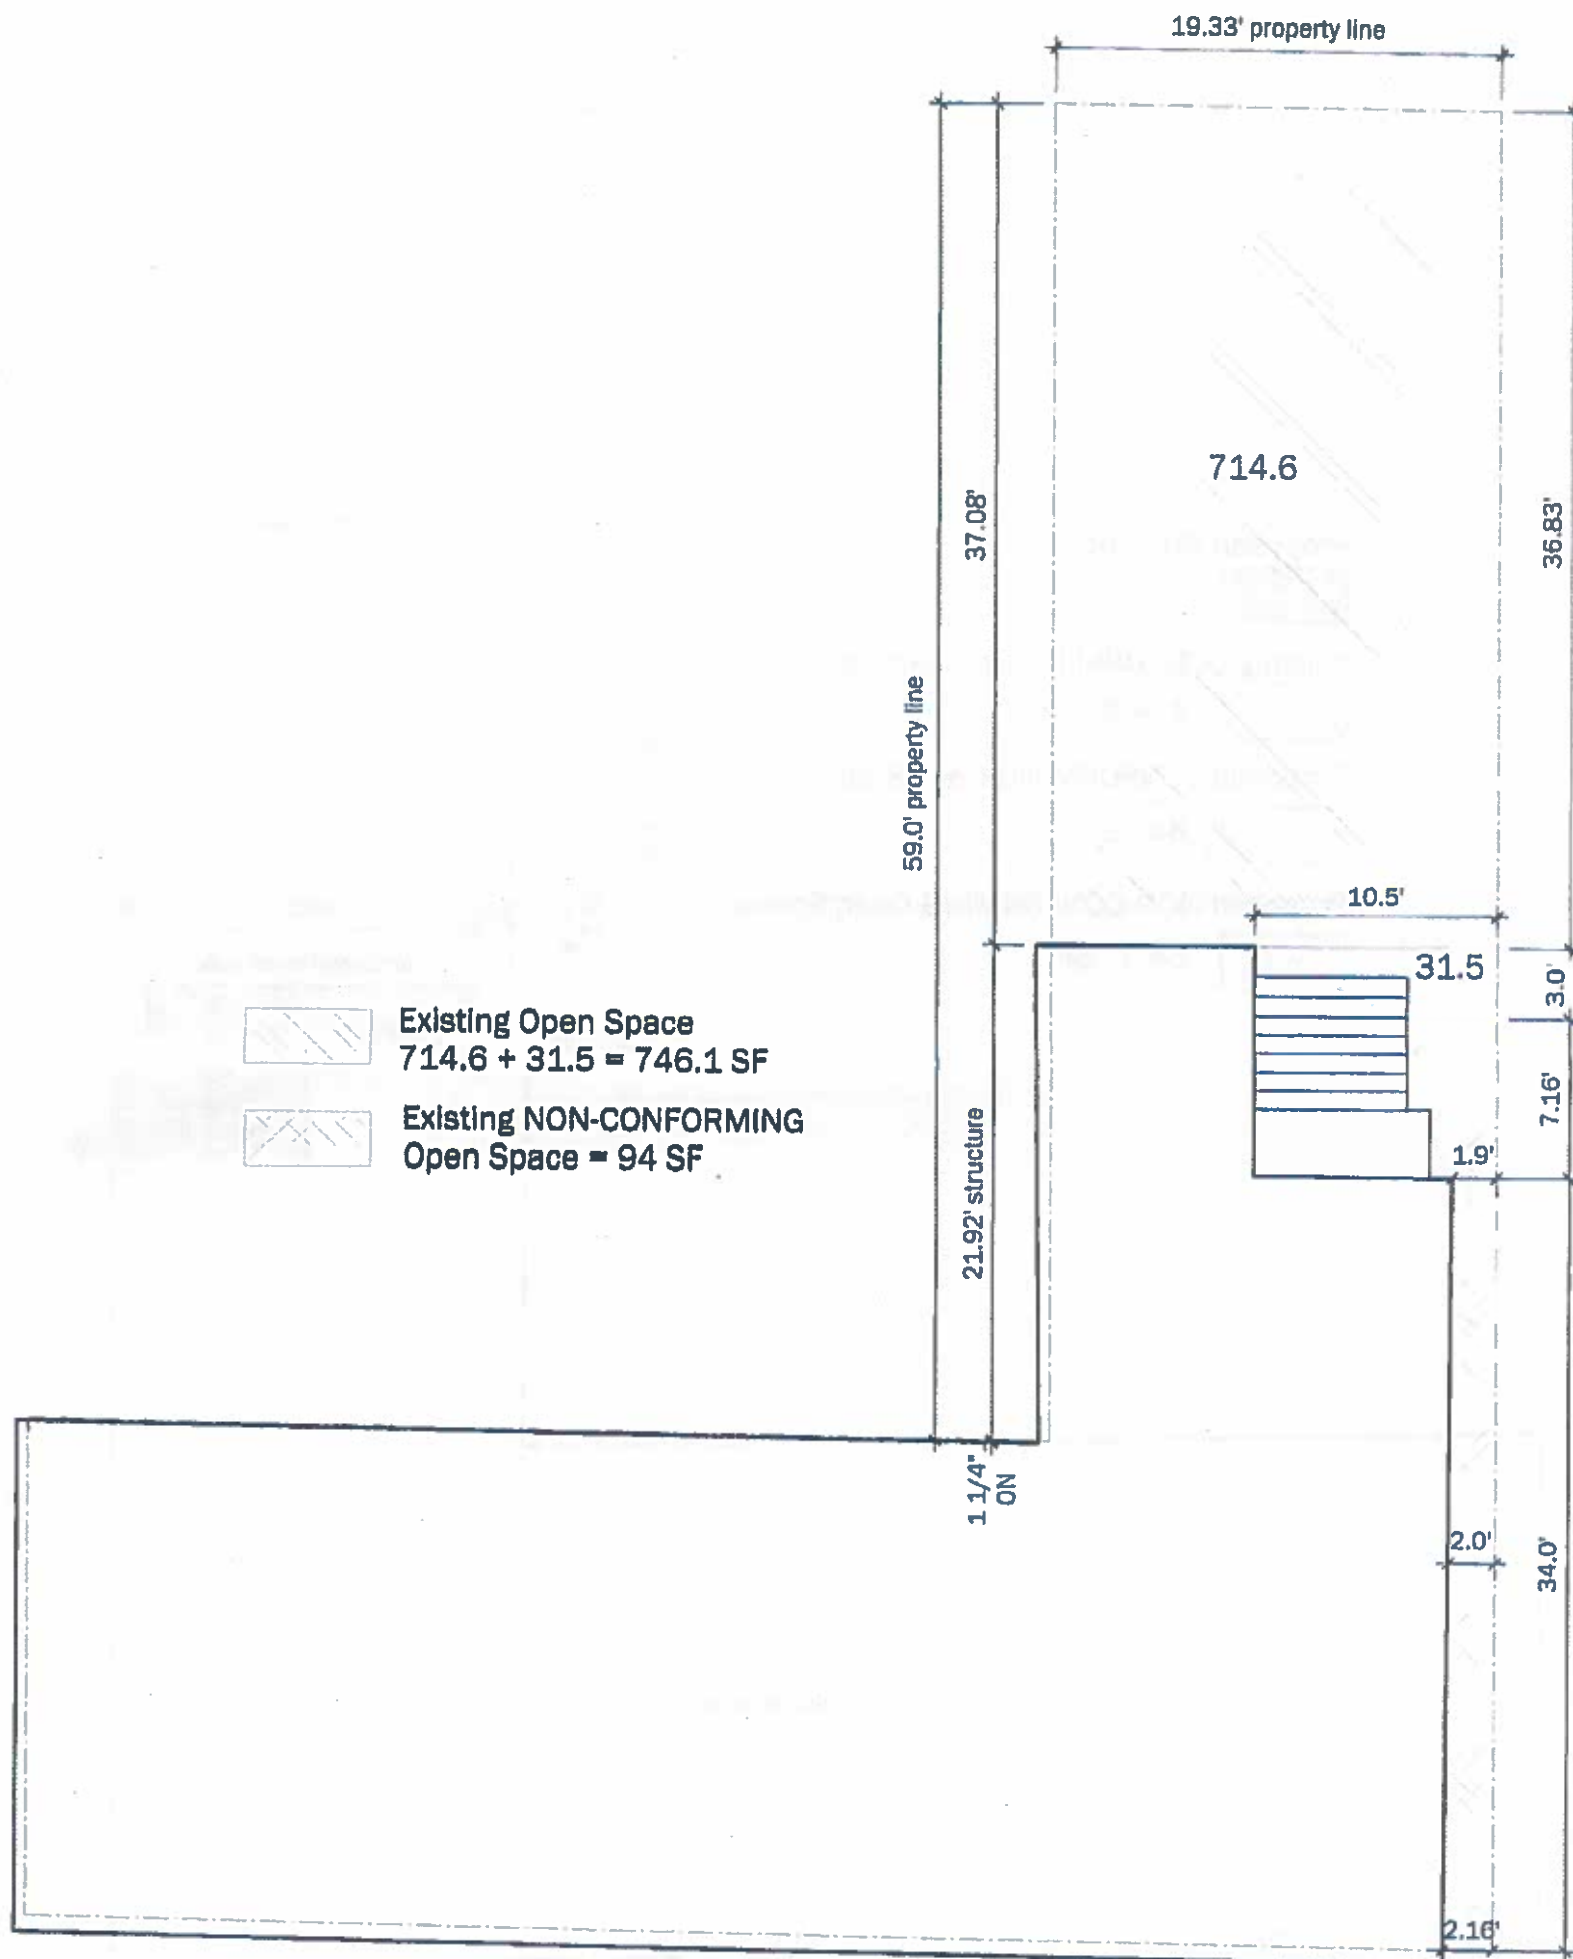 19.33' property line
37.08'
714.6
36.83'
59.0' property line
10.5'
31.5
3.0'
Existing Open Space
714.6 + 31.5 = 746.1 SF
7.16'
Existing NON-CONFORMING
Open Space = 94 SF
21.92' structure
1.9'
1 1/4"
ON
2.0'
34.0'
2.16'